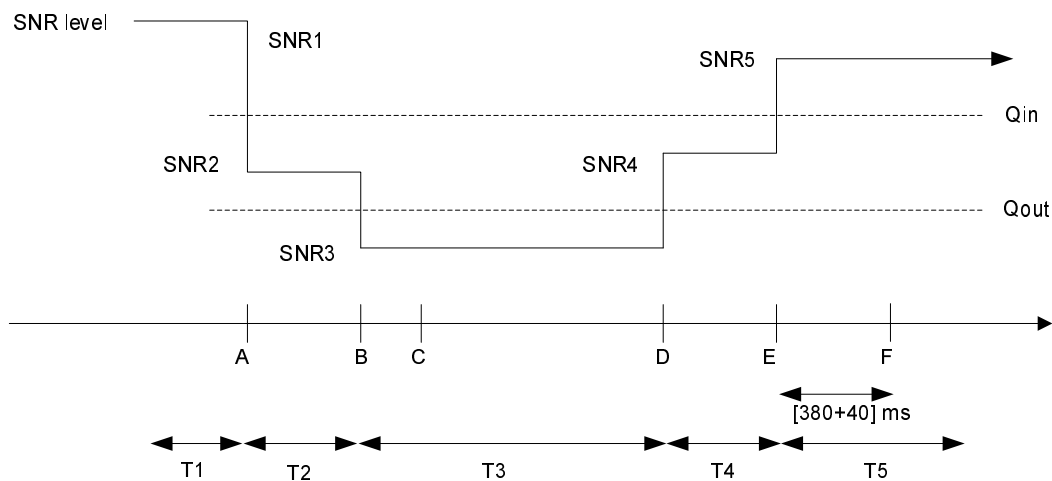 SNR level
SNR1
SNR5
Qin
SNR2
SNR4
Qout
SNR3
A B C D E F
[380+40] ms
T1 T2 T3 T4 T5